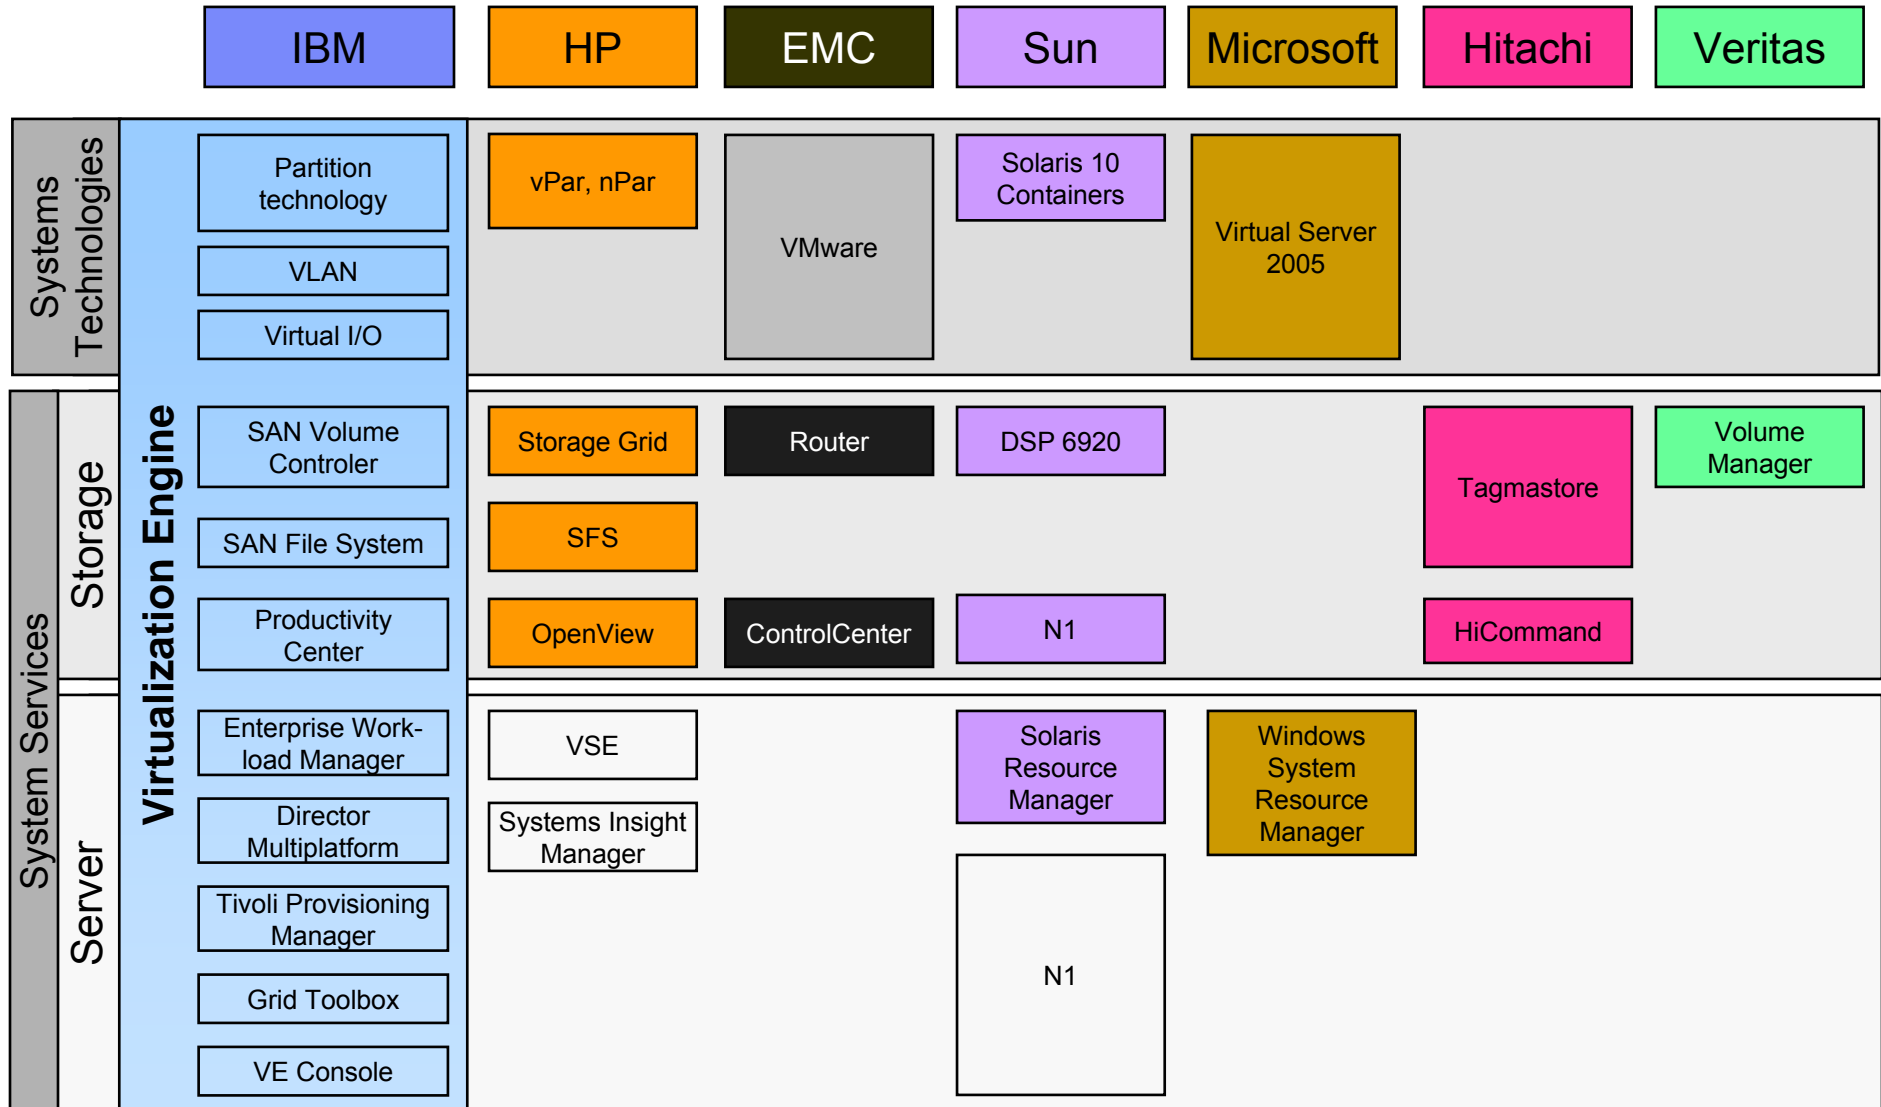 IBM
HP
EMC
Sun
Microsoft
Hitachi
Veritas
Systems
Technologies
Virtualization Engine
Partition
technology
VLAN
Virtual I/O
vPar, nPar
VMware
Solaris 10
Containers
Virtual Server
2005
System Services
Storage
SAN Volume
Controler
SAN File System
Productivity
Center
Storage Grid
SFS
OpenView
Router
ControlCenter
DSP 6920
N1
Tagmastore
HiCommand
Volume
Manager
Server
Enterprise Work-
load Manager
Director
Multiplatform
Tivoli Provisioning
Manager
Grid Toolbox
VE Console
VSE
Systems Insight
Manager
Solaris
Resource
Manager
N1
Windows
System
Resource
Manager